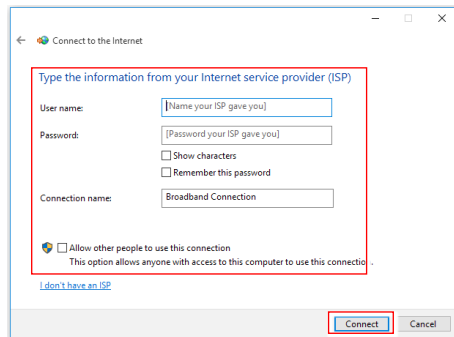 Connect to the Internet
Type the information from your Internet service provider (ISP)
User name: [Name your ISP gave you]
Password: [Password your ISP gave you]
Show characters
Remember this password
Connection name: Broadband Connection
Allow other people to use this connection
This option allows anyone with access to this computer to use this connection.
I don't have an ISP
Connect Cancel